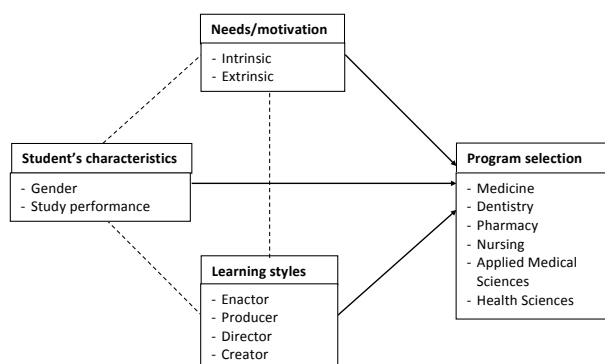 Needs/motivation
- Intrinsic
- Extrinsic
Student’s characteristics
- Gender
- Study performance
Learning styles
- Enactor
- Producer
- Director
- Creator
Program selection
- Medicine
- Dentistry
- Pharmacy
- Nursing
- Applied Medical
Sciences
- Health Sciences